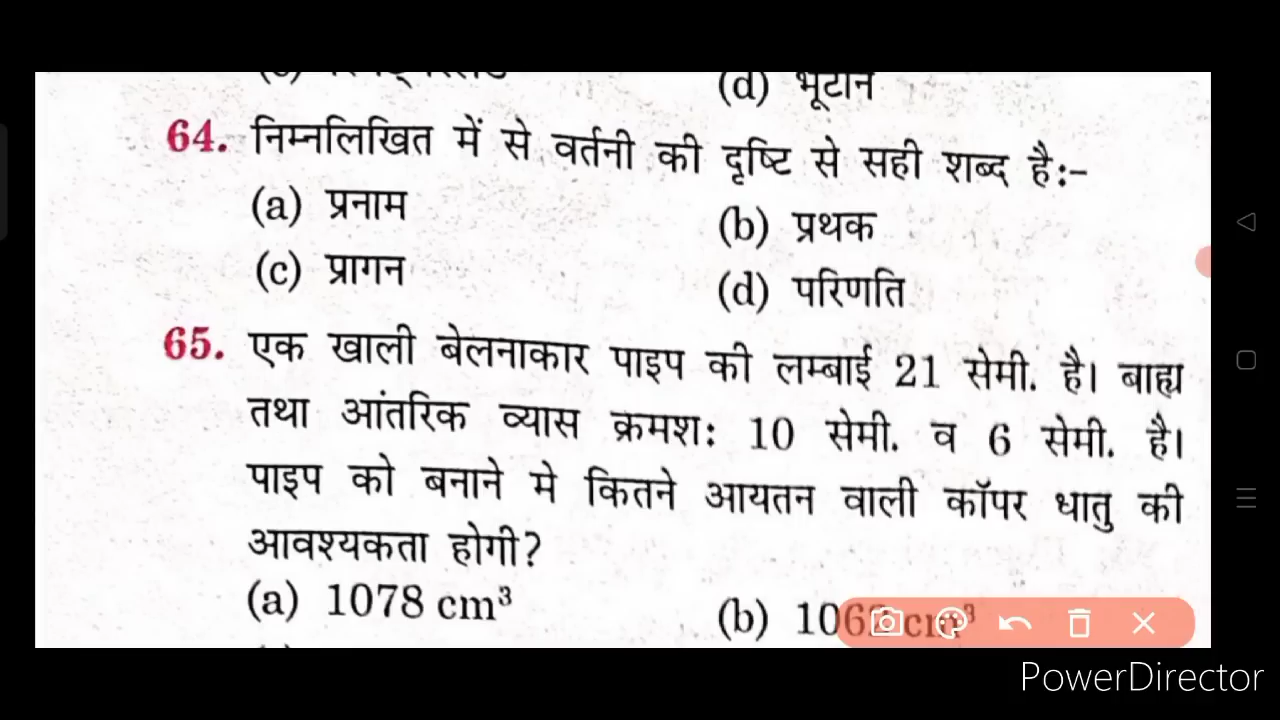 (d) भूटान
64. निम्नलिखित में से वर्तनी की दृष्टि से सही शब्द है:-
(a) प्रनाम (b) प्रथक
(c) प्रागन (d) परिणति
65. एक खाली बेलनाकार पाइप की लम्बाई 21 सेमी. है। बाह्य
तथा आंतरिक व्यास क्रमशः 10 सेमी. व 6 सेमी. है।
पाइप को बनाने मे कितने आयतन वाली कॉपर धातु की
आवश्यकता होगी?
(a) 1078 cm³ (b) cm³
PowerDirector